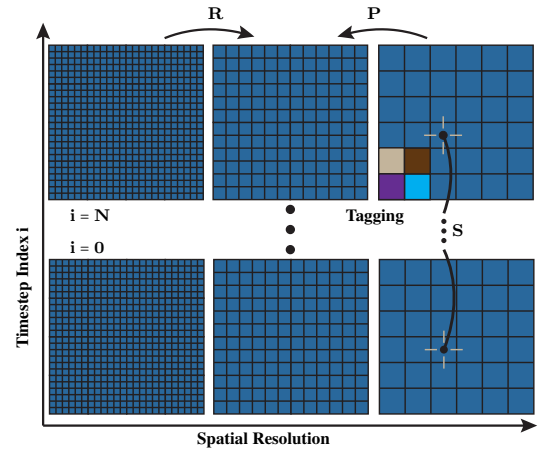 R
P
i = N
Tagging
S
i = 0
Timestep Index i
Spatial Resolution